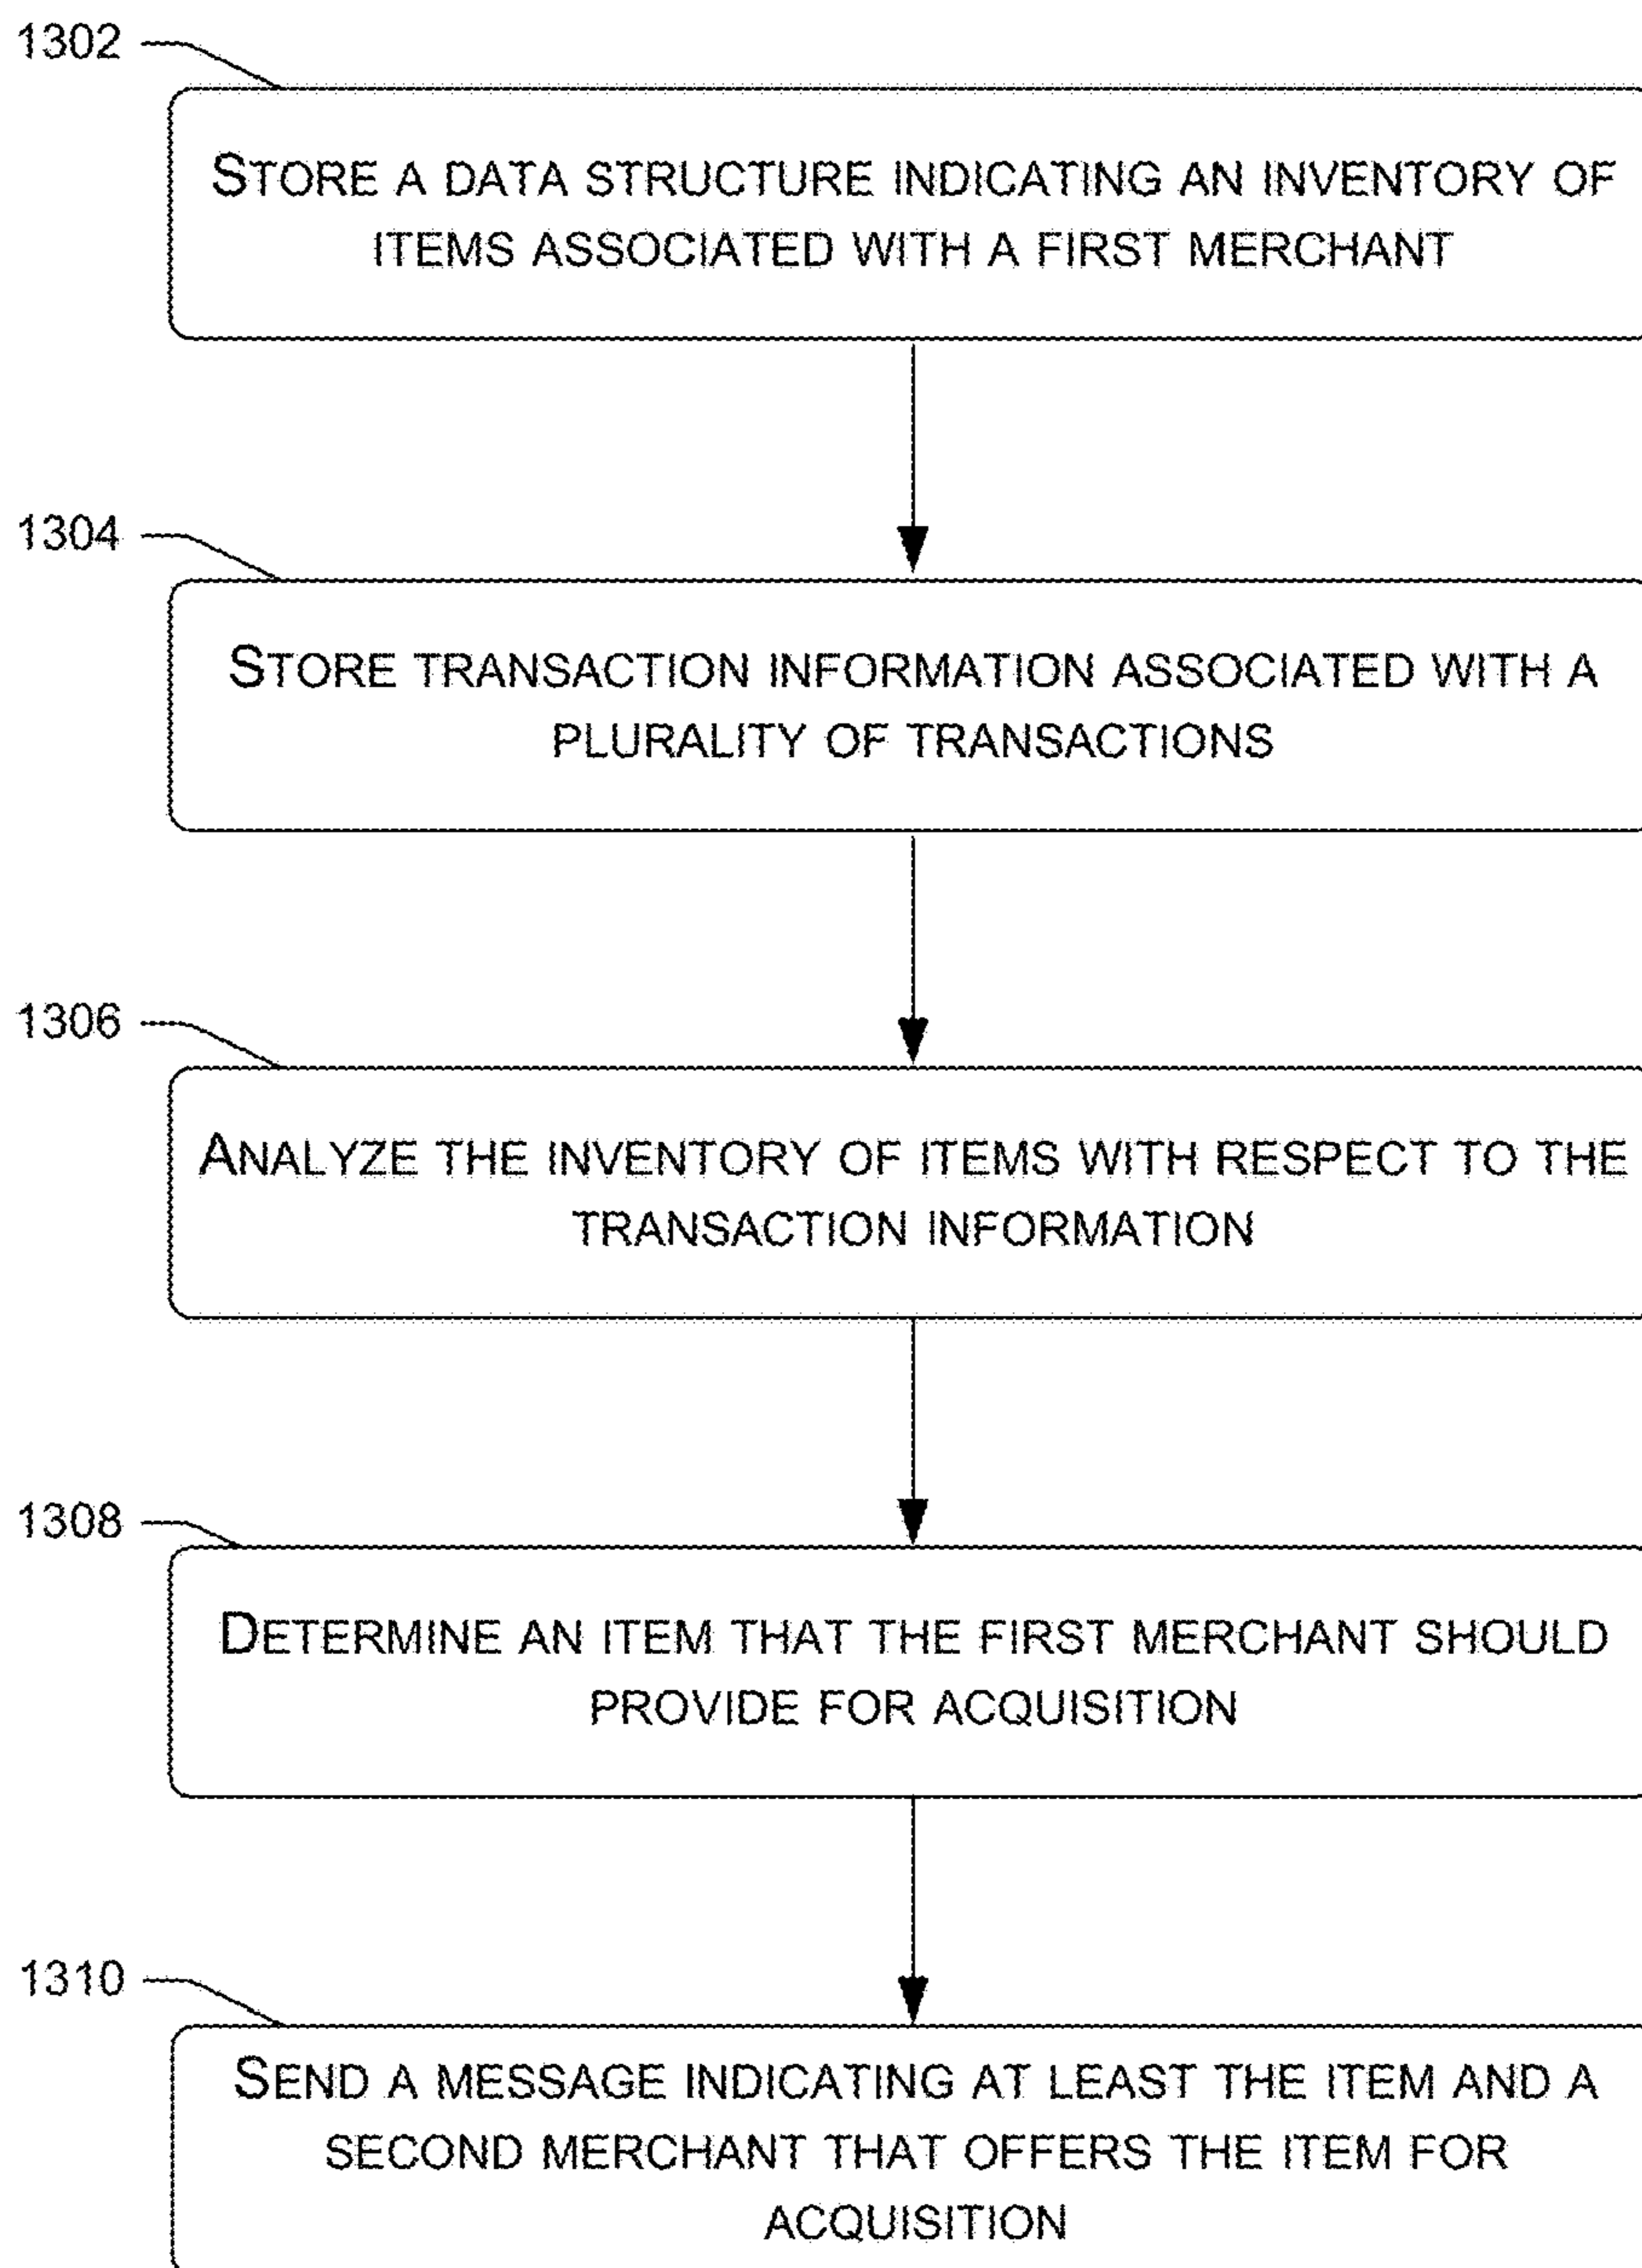 1302
STORE A DATA STRUCTURE INDICATING AN INVENTORY OF
ITEMS ASSOCIATED WITH A FIRST MERCHANT
1304
STORE TRANSACTION INFORMATION ASSOCIATED WITH A
PLURALITY OF TRANSACTIONS
1306
ANALYZE THE INVENTORY OF ITEMS WITH RESPECT TO THE
TRANSACTION INFORMATION
1308
DETERMINE AN ITEM THAT THE FIRST MERCHANT SHOULD
PROVIDE FOR ACQUISITION
1310
SEND A MESSAGE INDICATING AT LEAST THE ITEM AND A
SECOND MERCHANT THAT OFFERS THE ITEM FOR
ACQUISITION